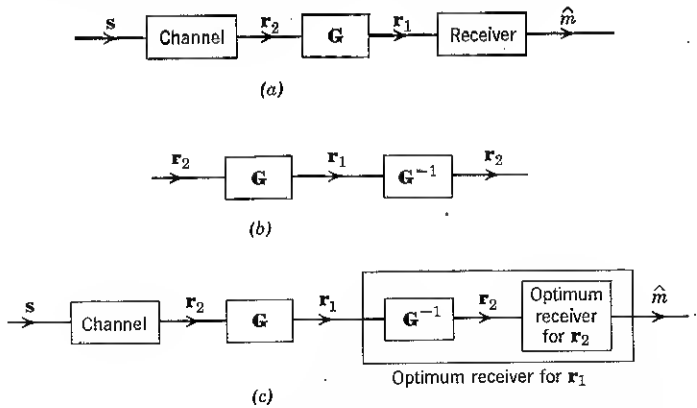 s Channel r₂ G r₁ Receiver m̂
(a)
r₂ G r₁ G⁻¹ r₂
(b)
s Channel r₂ G r₁ G⁻¹ r₂ Optimum receiver for r₂ m̂
Optimum receiver for r₁
(c)